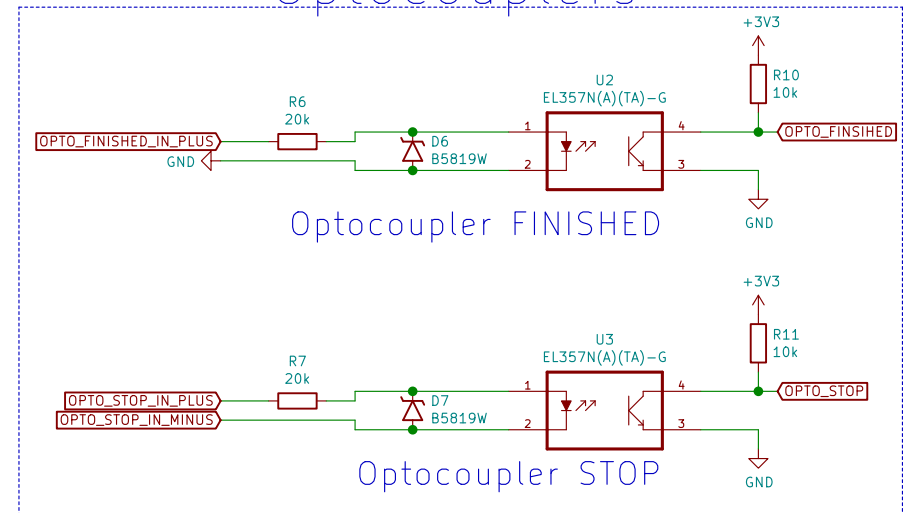 Optocouplers
+3V3
R10
10k
U2
EL357N(A)(TA)-G
R6
20k
OPTO_FINISHED_IN_PLUS
GND
D6
B5819W
1
2
4
3
OPTO_FINSIHED
GND
Optocoupler FINISHED
+3V3
R11
10k
U3
EL357N(A)(TA)-G
R7
20k
OPTO_STOP_IN_PLUS
OPTO_STOP_IN_MINUS
D7
B5819W
1
2
4
3
OPTO_STOP
GND
Optocoupler STOP